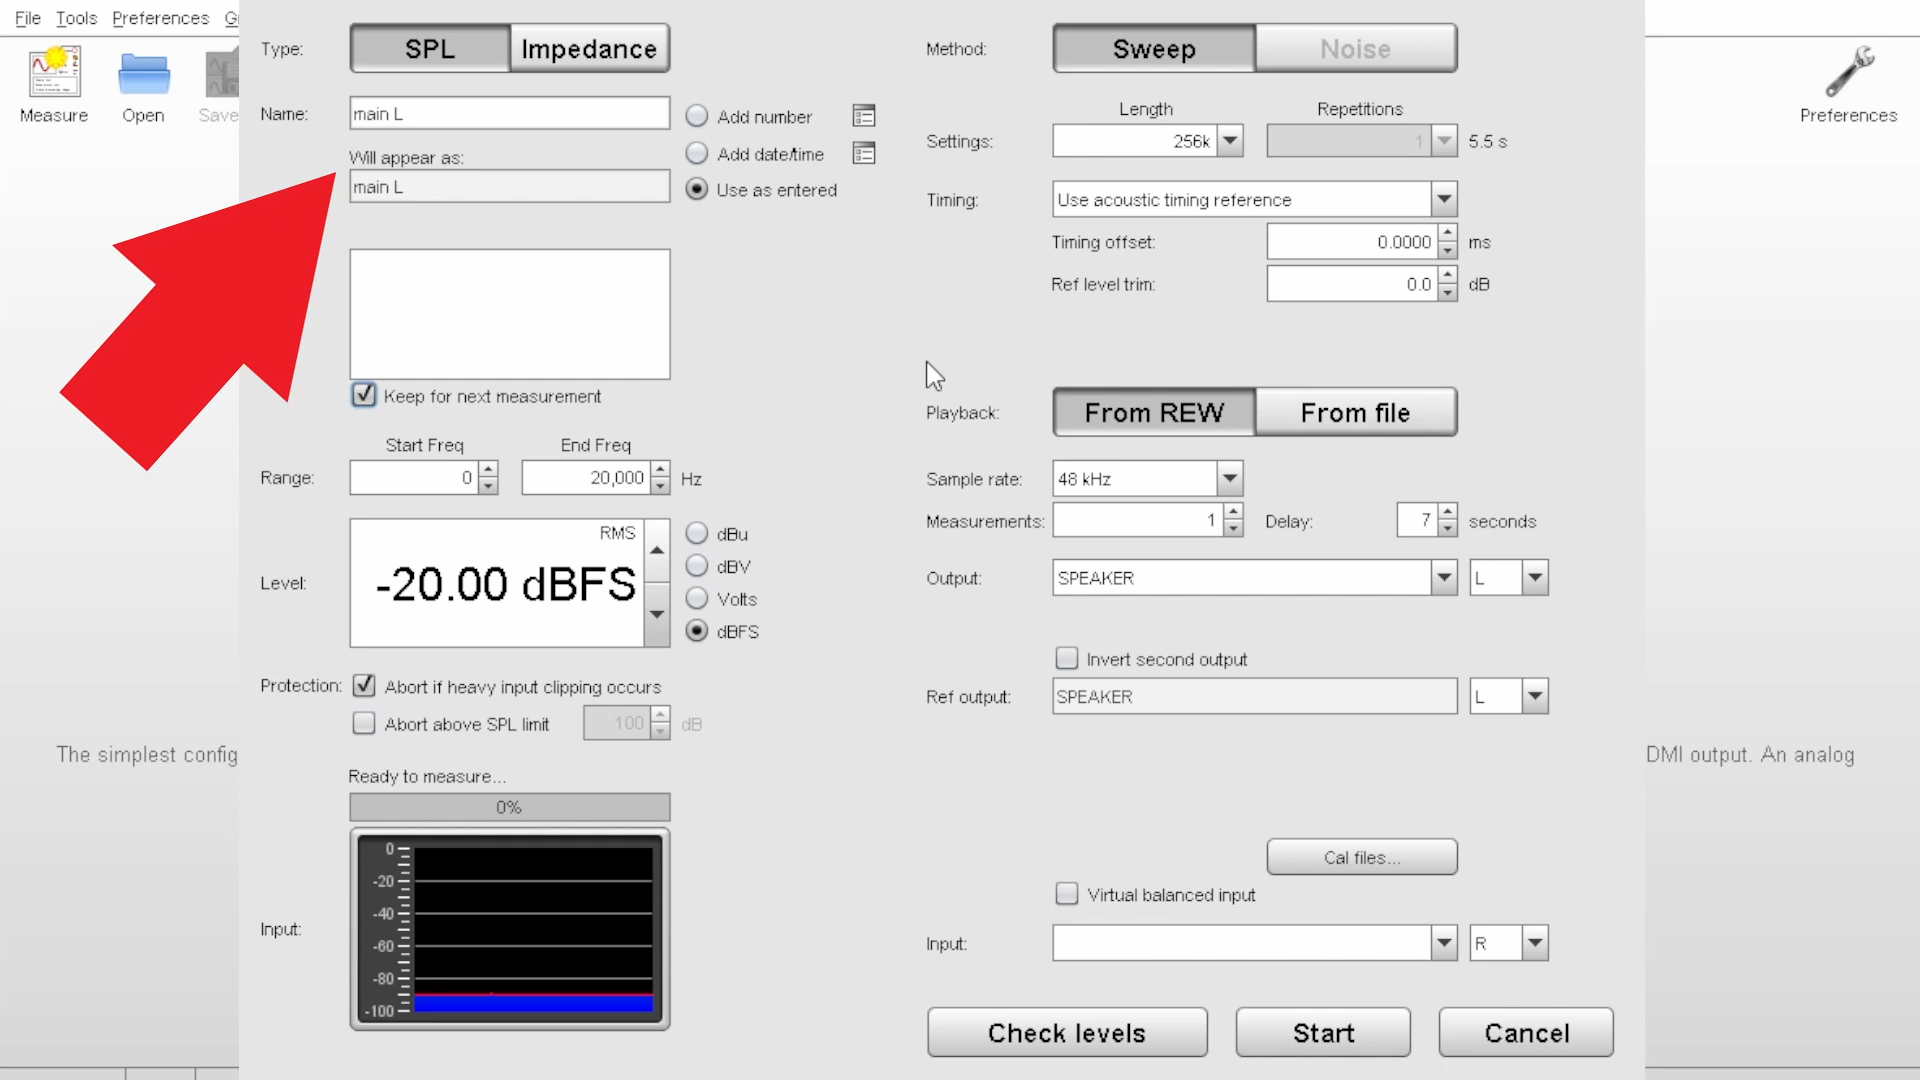 File Tools Preferences
Measure
Open
Save
Preferences
Type:
SPL
Impedance
Name:
main L
Add number
Will appear as:
Add date/time
main L
Use as entered
Keep for next measurement
Start Freq
End Freq
Range:
0
20,000
Hz
RMS
Level:
-20.00 dBFS
dBu
dBV
Volts
dBFS
Protection:
Abort if heavy input clipping occurs
Abort above SPL limit
100
dB
Ready to measure...
0%
Input:
0
-20
-40
-60
-80
-100
Method:
Sweep
Noise
Length
Repetitions
Settings:
256k
1
5.5 s
Timing:
Use acoustic timing reference
Timing offset:
0.0000
ms
Ref level trim:
0.0
dB
Playback:
From REW
From file
Sample rate:
48 kHz
Measurements:
1
Delay:
7
seconds
Output:
SPEAKER
L
Invert second output
Ref output:
SPEAKER
L
Cal files...
Virtual balanced input
Input:
R
Check levels
Start
Cancel
The simplest config
DMI output. An analog